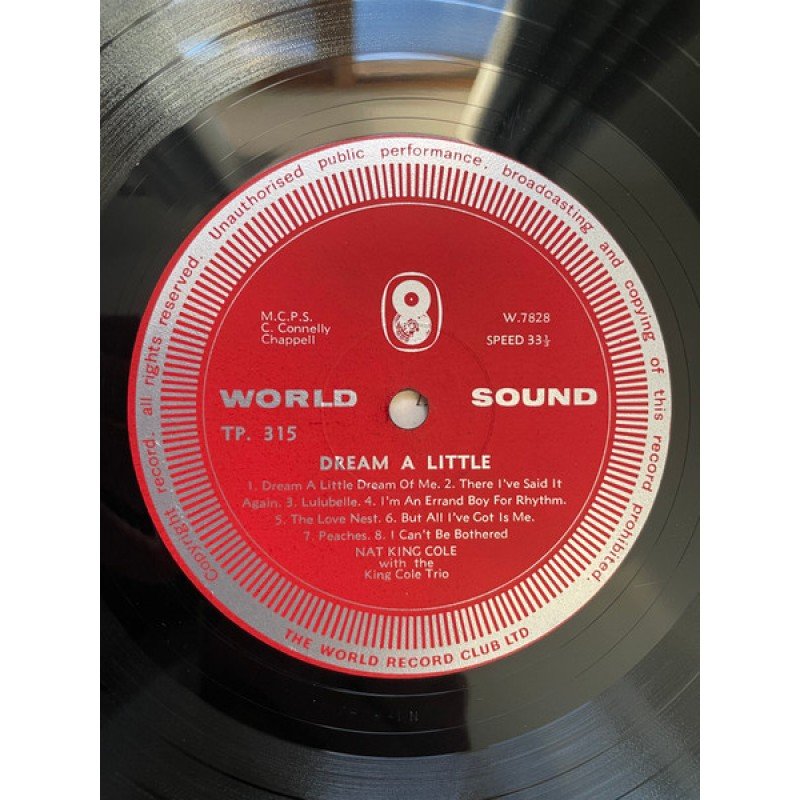 Copyright record. all rights reserved. Unauthorised public performance, broadcasting and copying of this record prohibited.
M.C.P.S.
C. Connelly
Chappell
W.7828
SPEED 33⅓
WORLD SOUND
TP. 315
DREAM A LITTLE
1. Dream A Little Dream Of Me. 2. There I've Said It
Again. 3. Lulubelle. 4. I'm An Errand Boy For Rhythm.
5. The Love Nest. 6. But All I've Got Is Me.
7. Peaches. 8. I Can't Be Bothered
NAT KING COLE
with the
King Cole Trio
THE WORLD RECORD CLUB LTD